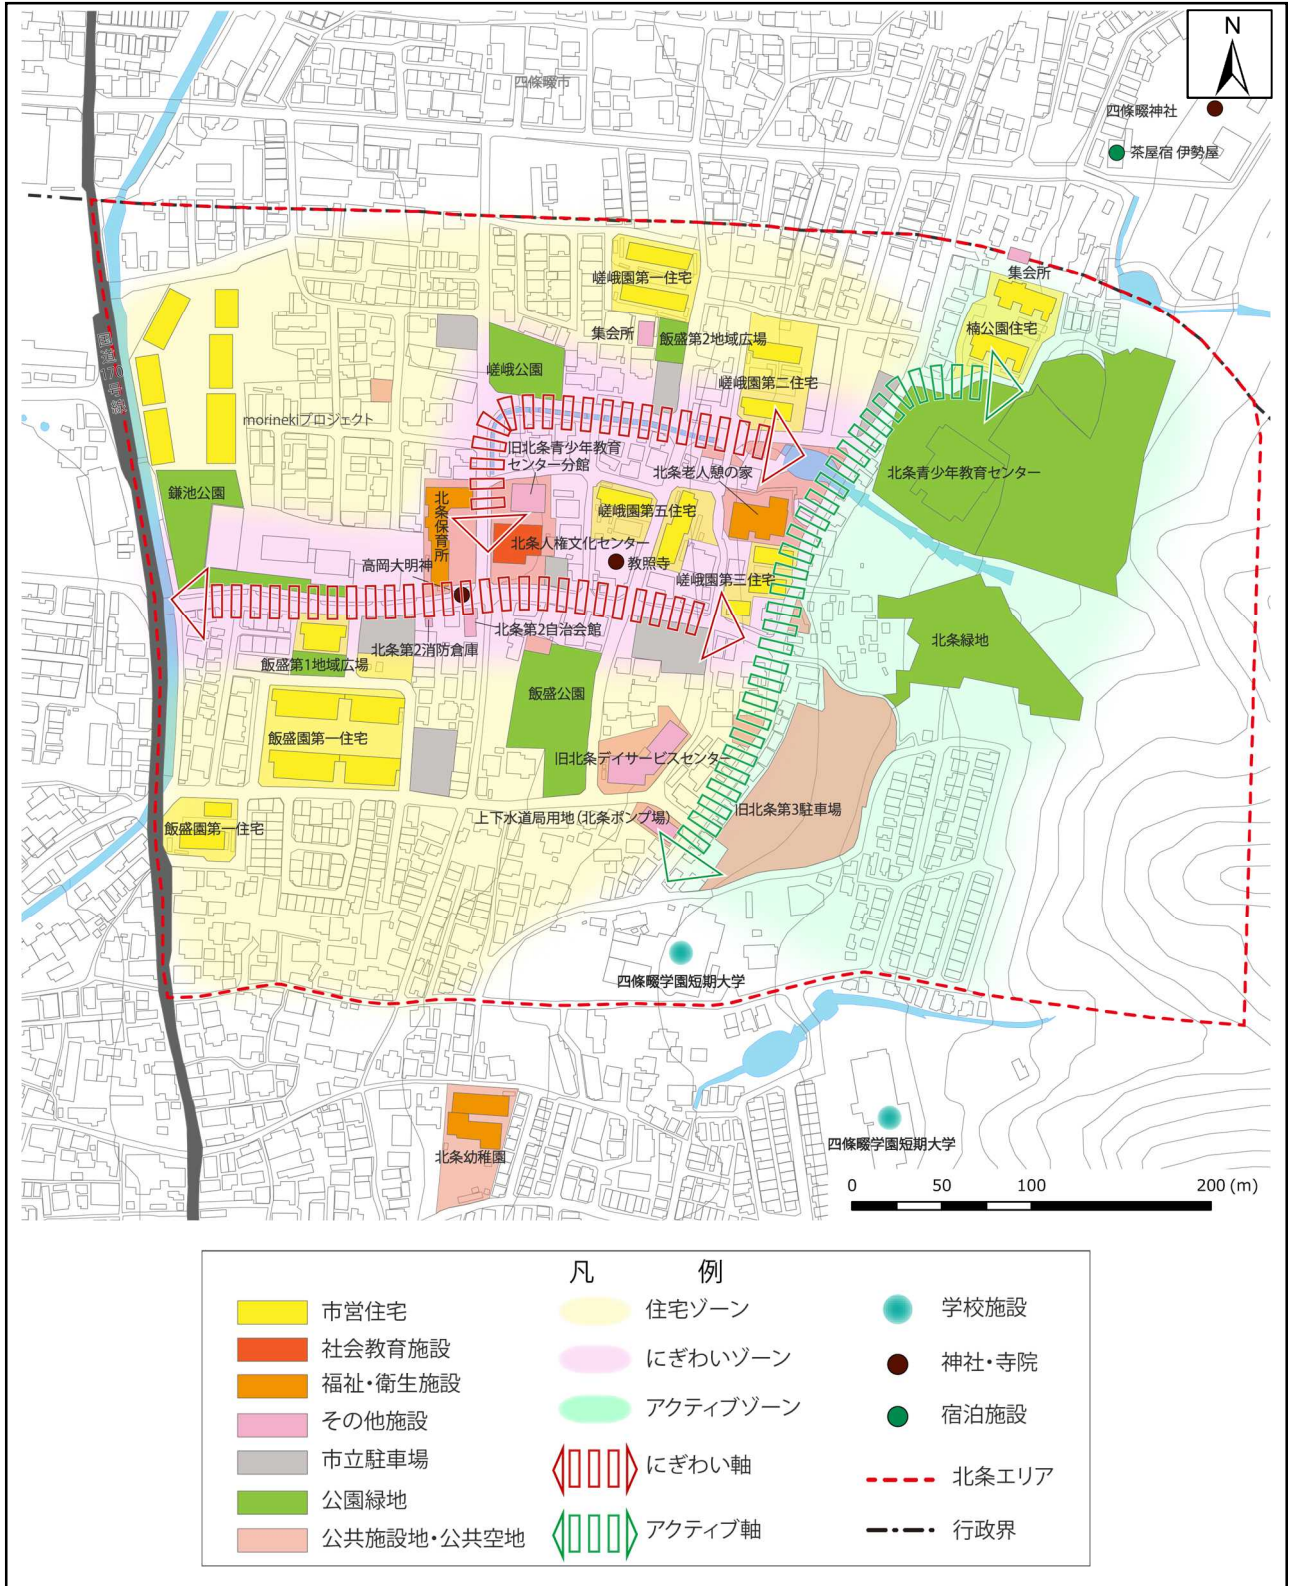 N
四條畷市
四條畷神社
茶屋宿 伊勢屋
集会所
嵯峨園第一住宅
楠公園住宅
集会所
飯盛第2地域広場
国道170号線
嵯峨公園
嵯峨園第二住宅
morinekiプロジェクト
旧北条青少年教育
センター分館
北条老人憩の家
北条青少年教育センター
鎌池公園
北条保育所
嵯峨園第五住宅
北条人権文化センター
高岡大明神
教照寺
嵯峨園第三住宅
北条第2自治会館
北条緑地
北条第2消防倉庫
飯盛第1地域広場
飯盛公園
飯盛園第一住宅
旧北条デイサービスセンター
上下水道局用地(北条ポンプ場)
旧北条第3駐車場
飯盛園第一住宅
四條畷学園短期大学
四條畷学園短期大学
北条幼稚園
0 50 100 200 (m)
凡 例
市営住宅
社会教育施設
福祉・衛生施設
その他施設
市立駐車場
公園緑地
公共施設地・公共空地
住宅ゾーン
にぎわいゾーン
アクティブゾーン
にぎわい軸
アクティブ軸
学校施設
神社・寺院
宿泊施設
北条エリア
行政界